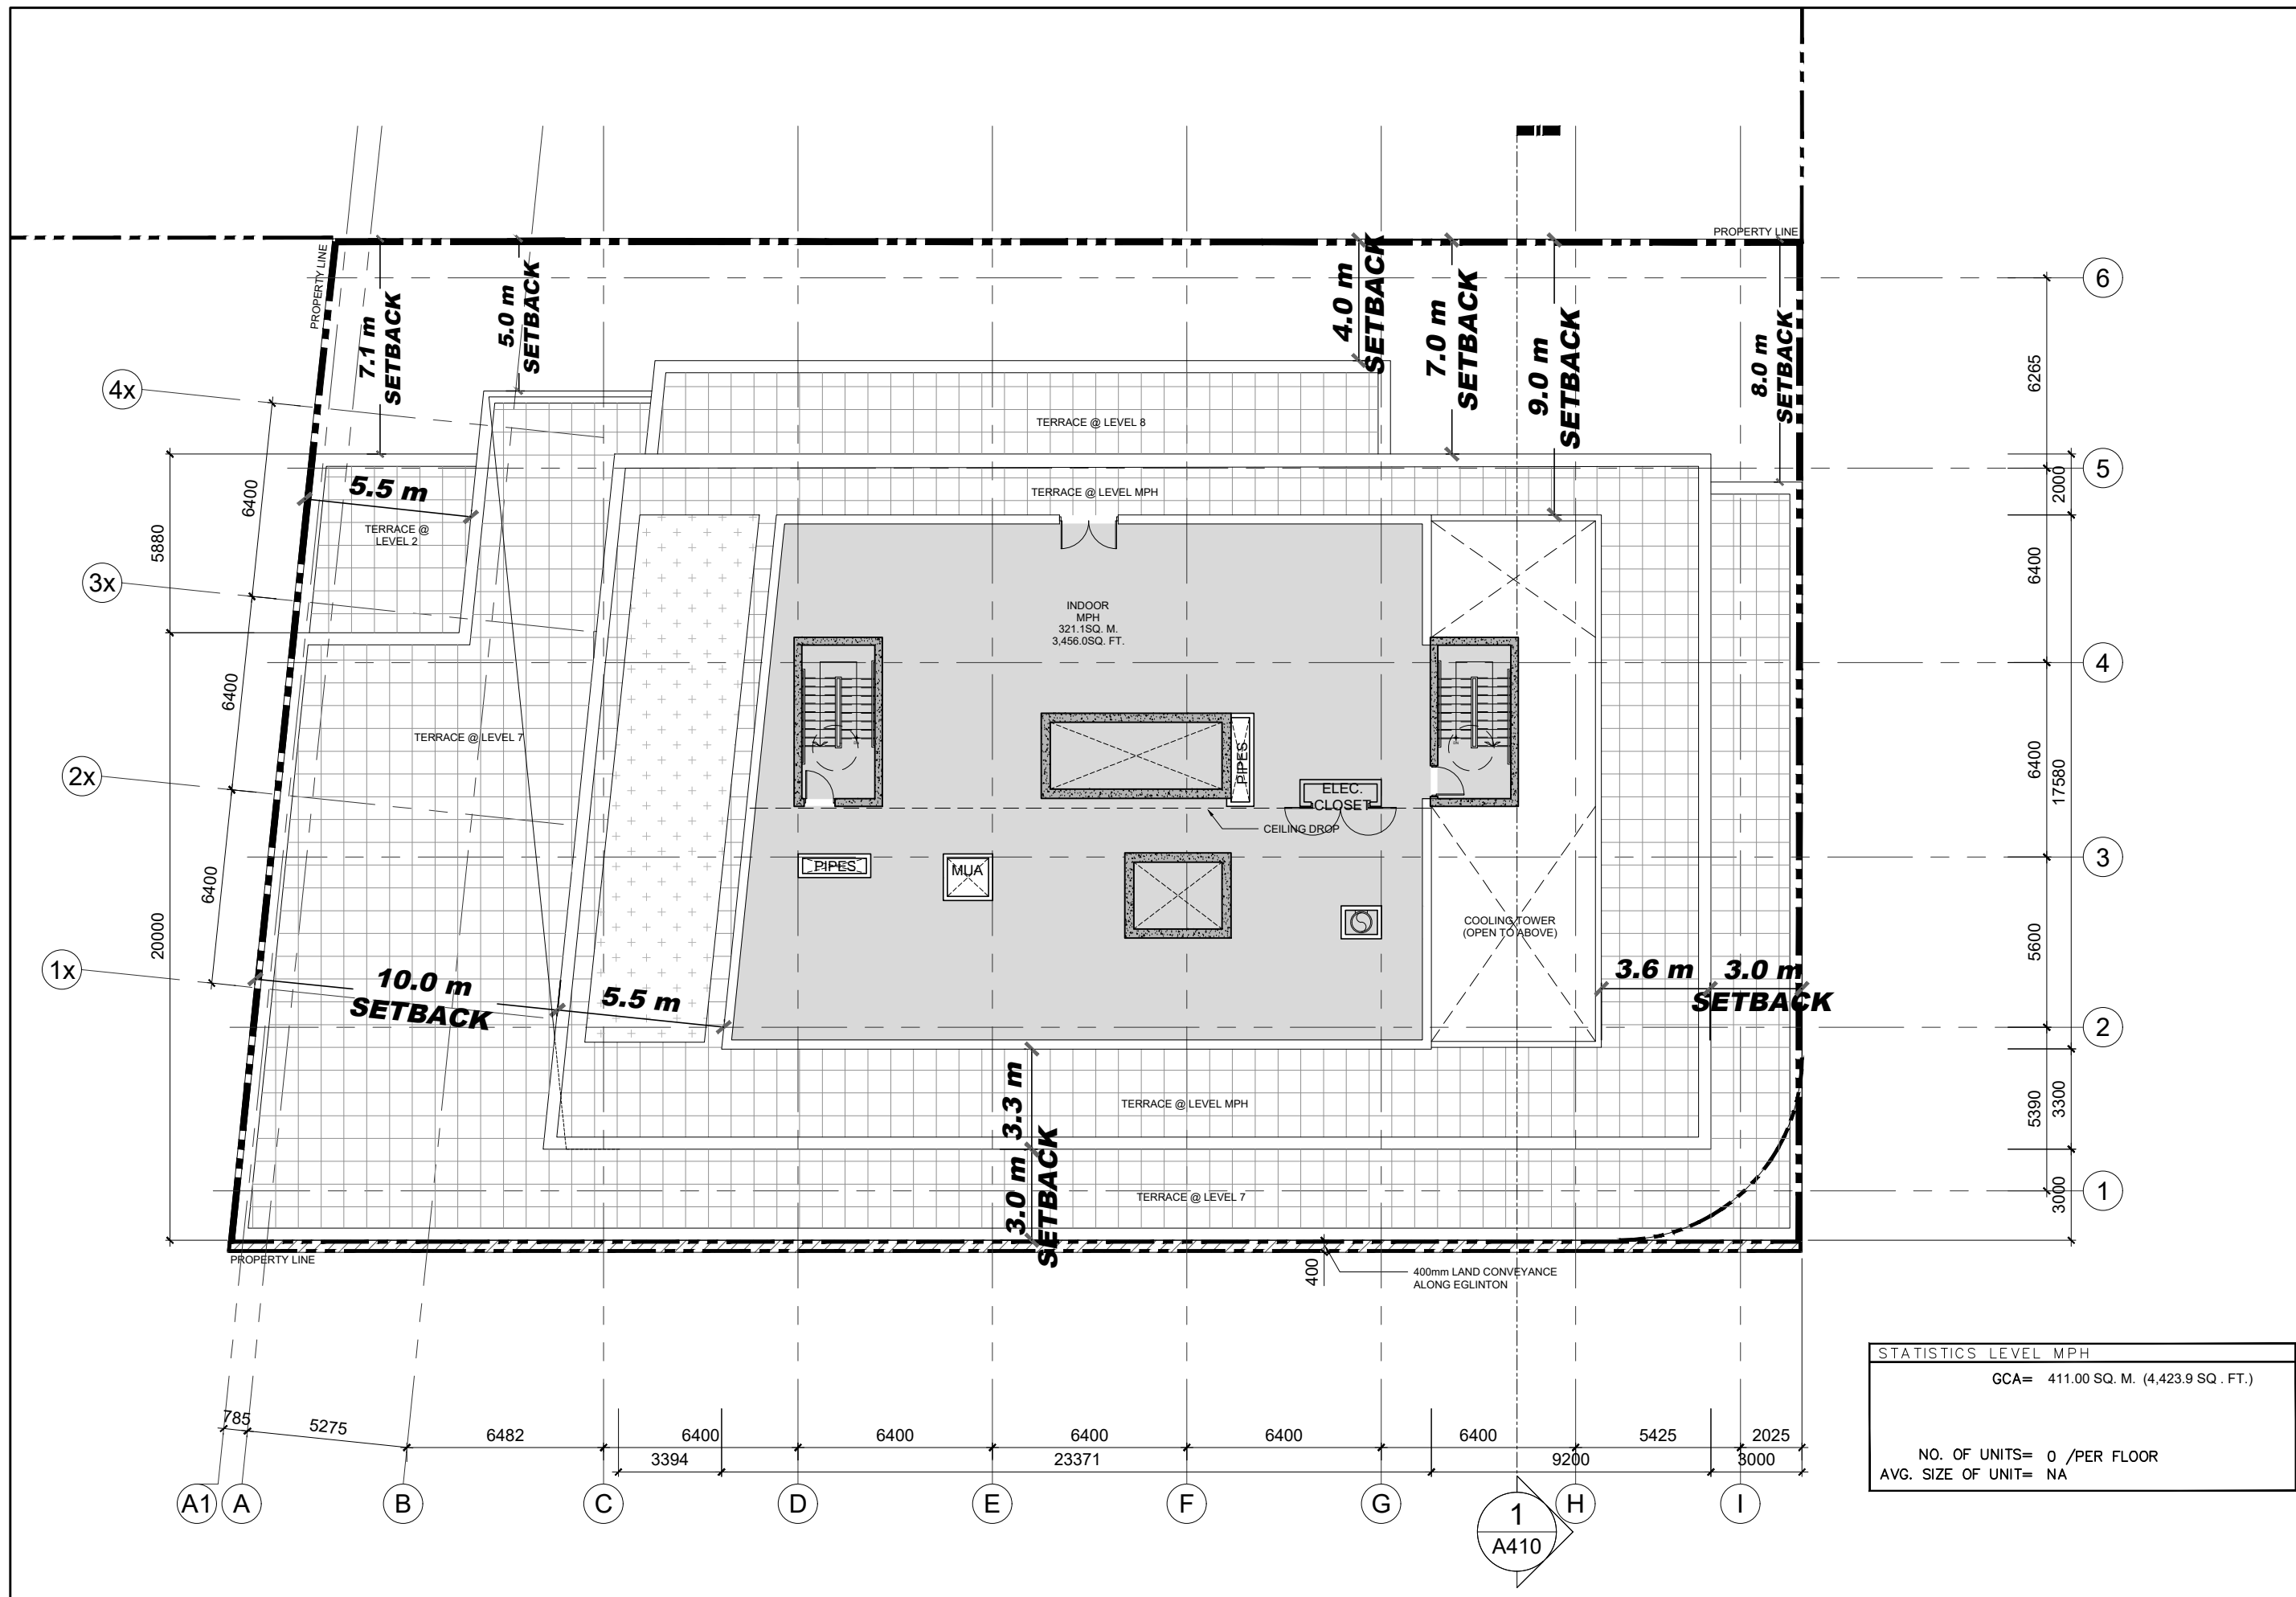 PROPERTY LINE
PROPERTY LINE
7.1 m
SETBACK
5.0 m
SETBACK
4.0 m
SETBACK
7.0 m
SETBACK
9.0 m
SETBACK
8.0 m
SETBACK
6
6265
4x
TERRACE @ LEVEL 8
5
2000
5.5 m
TERRACE @ LEVEL MPH
6400
5880
TERRACE @
LEVEL 2
6400
3x
INDOOR
MPH
321.1SQ. M.
3,456.0SQ. FT.
4
6400
TERRACE @ LEVEL 7
PIPES
6400
17580
2x
ELEC.
CLOSET
CEILING DROP
3
PIPES
MUA
6400
20000
COOLING TOWER
(OPEN TO ABOVE)
5600
1x
10.0 m
SETBACK
5.5 m
3.6 m
3.0 m
SETBACK
2
3.3 m
TERRACE @ LEVEL MPH
5390
3300
3.0 m
SETBACK
TERRACE @ LEVEL 7
1
3000
PROPERTY LINE
400
400mm LAND CONVEYANCE
ALONG EGLINTON
STATISTICS LEVEL MPH
GCA= 411.00 SQ. M. (4,423.9 SQ . FT.)
NO. OF UNITS= 0 /PER FLOOR
AVG. SIZE OF UNIT= NA
785
5275
6482
6400
6400
6400
6400
6400
5425
2025
3394
23371
9200
3000
A1
A
B
C
D
E
F
G
H
I
1
A410